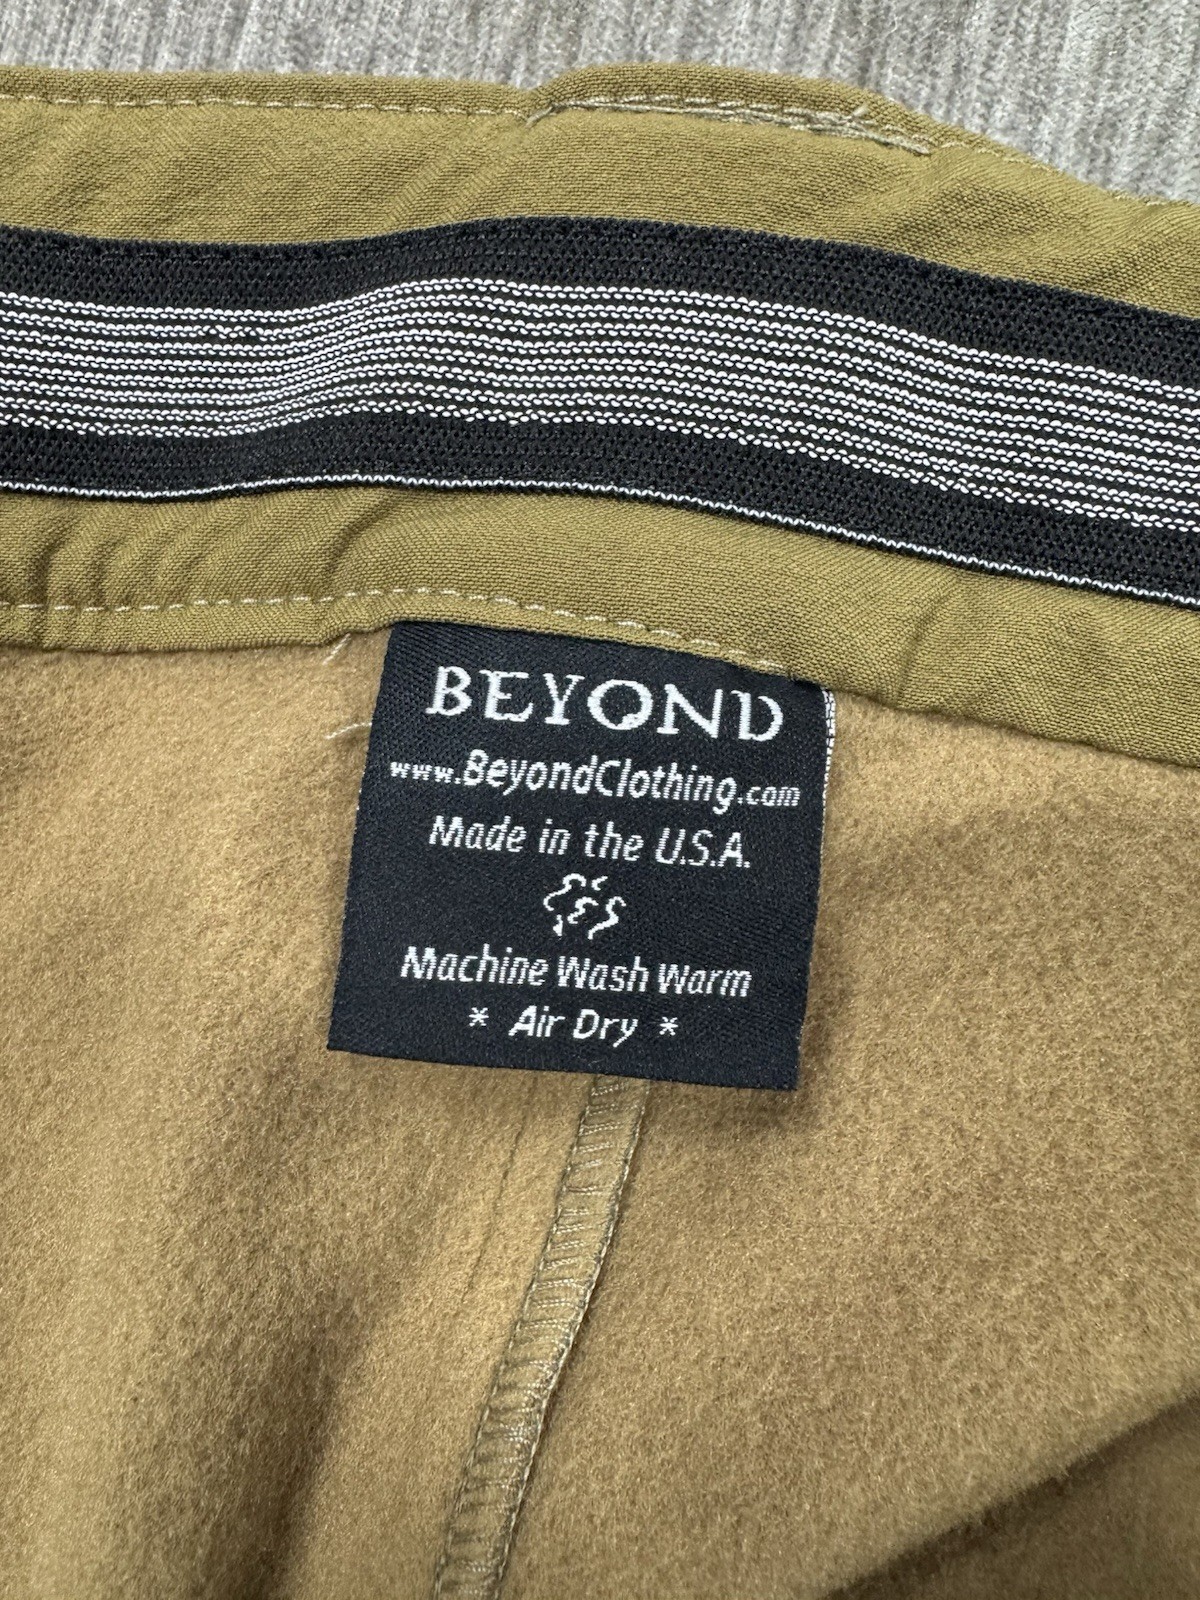 BEYOND
www.BeyondClothing.com
Made in the U.S.A.
Machine Wash Warm
* Air Dry *